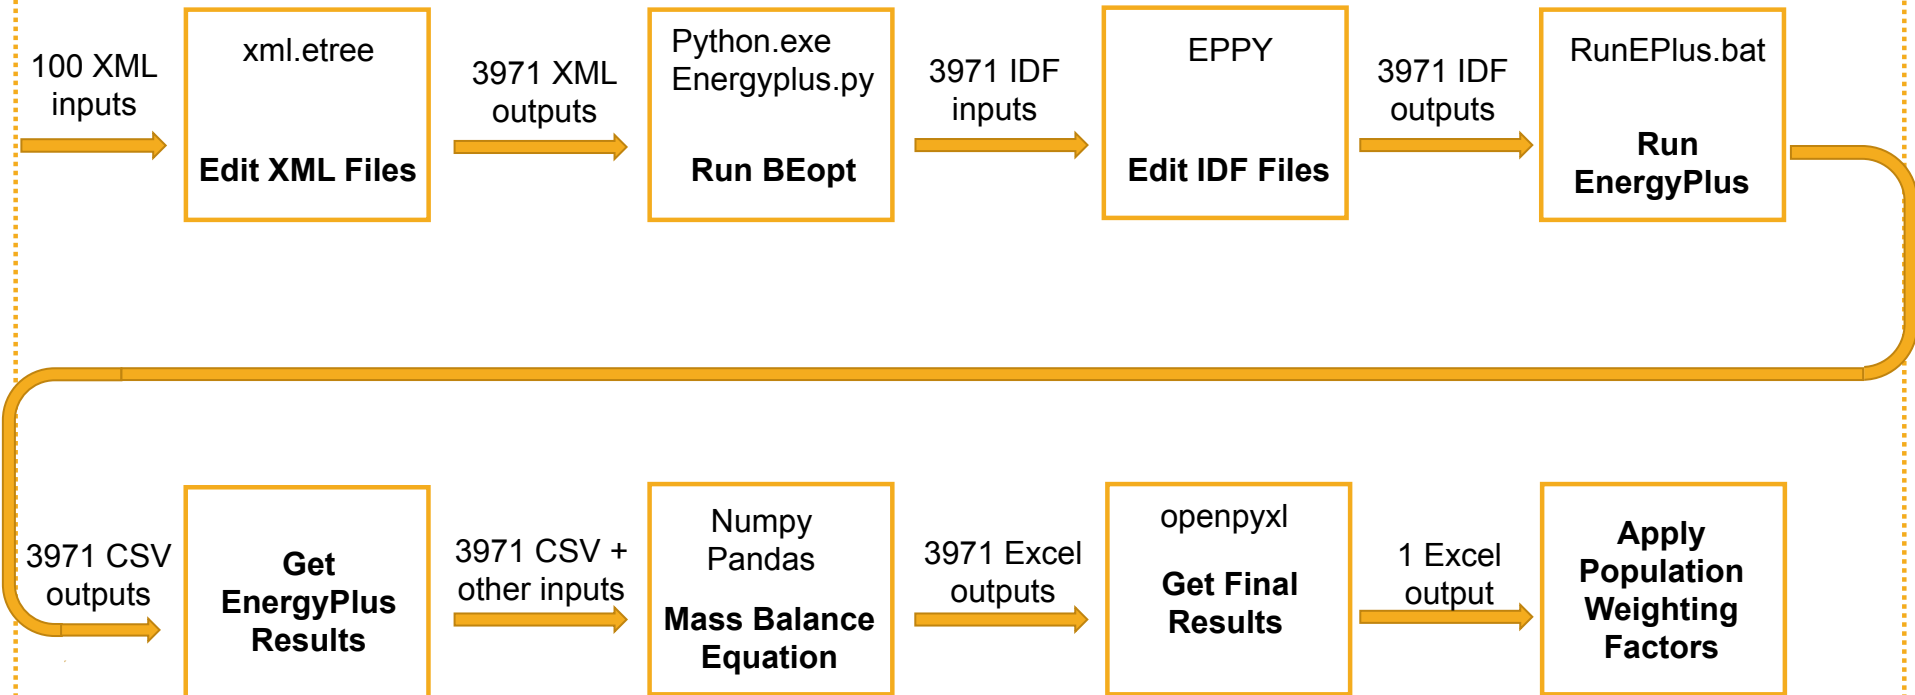 100 XML
inputs
xml.etree
Edit XML Files
3971 XML
outputs
Python.exe
Energyplus.py
Run BEopt
3971 IDF
inputs
EPPY
Edit IDF Files
3971 IDF
outputs
RunEPlus.bat
Run
EnergyPlus
3971 CSV
outputs
Get
EnergyPlus
Results
3971 CSV +
other inputs
Numpy
Pandas
Mass Balance
Equation
3971 Excel
outputs
openpyxl
Get Final
Results
1 Excel
output
Apply
Population
Weighting
Factors